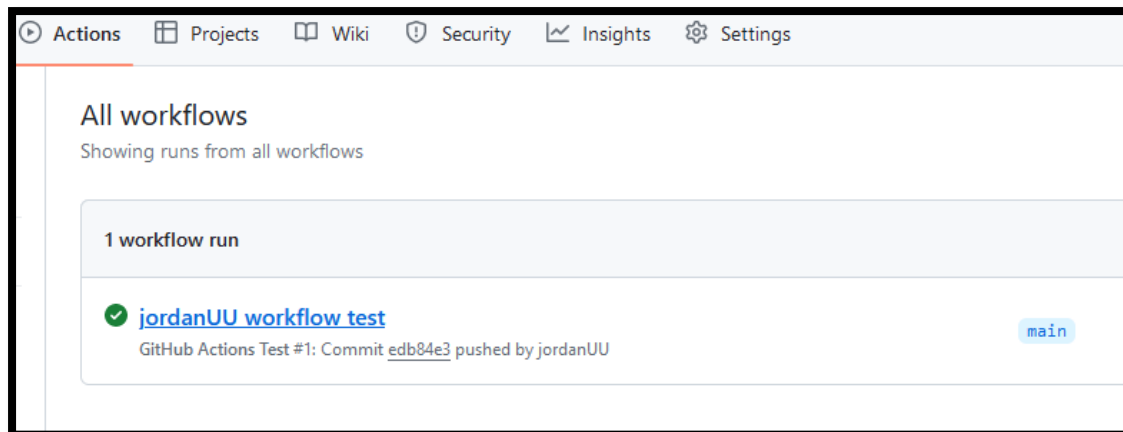 Actions Projects Wiki Security Insights Settings
All workflows
Showing runs from all workflows
1 workflow run
jordanUU workflow test
main
GitHub Actions Test #1: Commit edb84e3 pushed by jordanUU